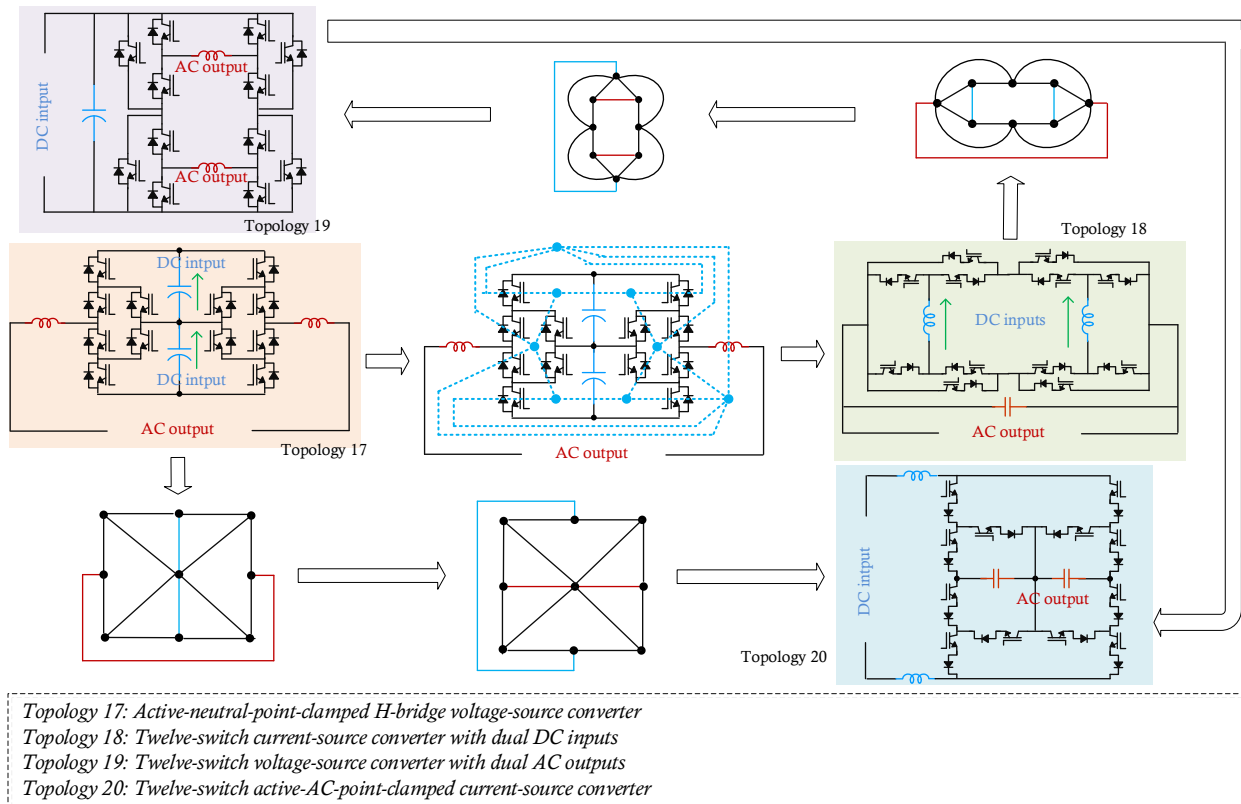 DC intput
AC output
AC output
Topology 19
Topology 18
DC intput
DC intput
AC output
Topology 17
AC output
DC inputs
AC output
DC intput
AC output
Topology 20
Topology 17: Active-neutral-point-clamped H-bridge voltage-source converter
Topology 18: Twelve-switch current-source converter with dual DC inputs
Topology 19: Twelve-switch voltage-source converter with dual AC outputs
Topology 20: Twelve-switch active-AC-point-clamped current-source converter